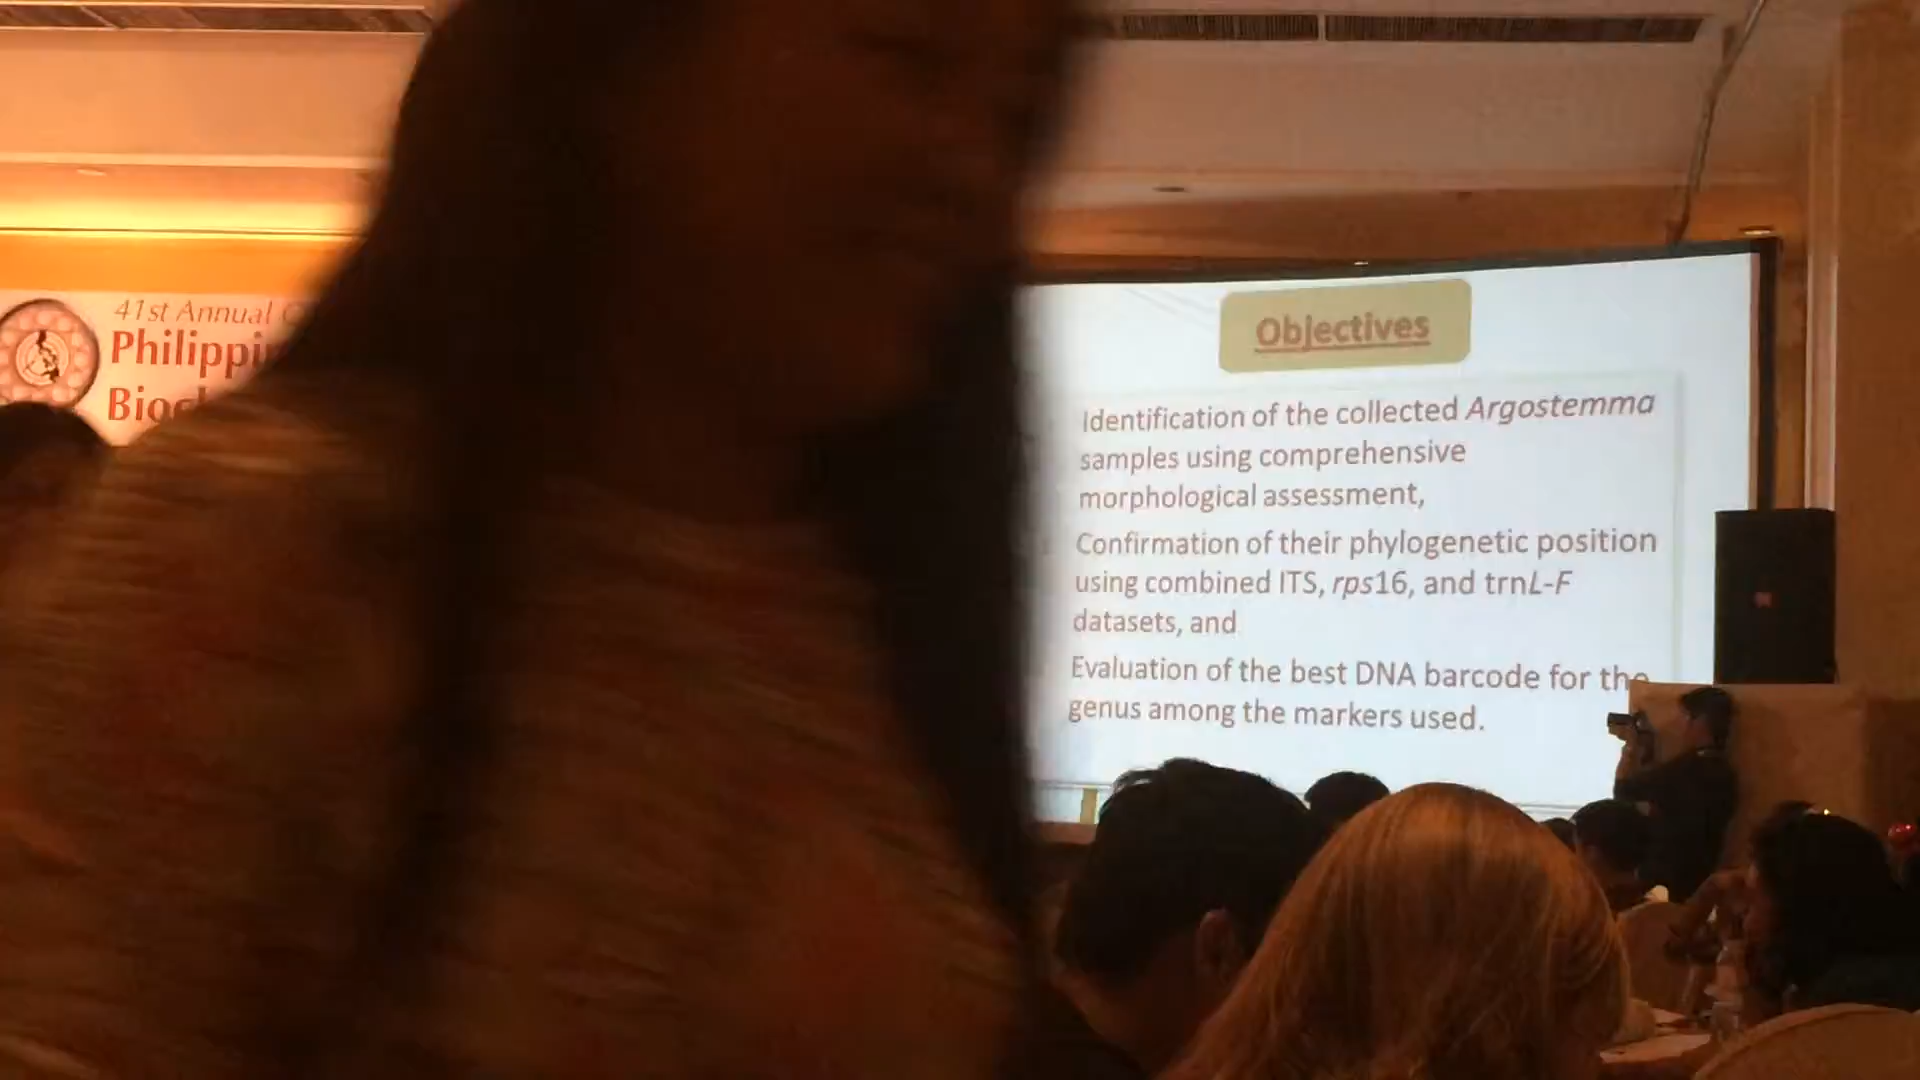 41st Annual
Philippi
Bioc
Objectives
Identification of the collected Argostemma
samples using comprehensive
morphological assessment,
Confirmation of their phylogenetic position
using combined ITS, rps16, and trnL-F
datasets, and
Evaluation of the best DNA barcode for the
genus among the markers used.